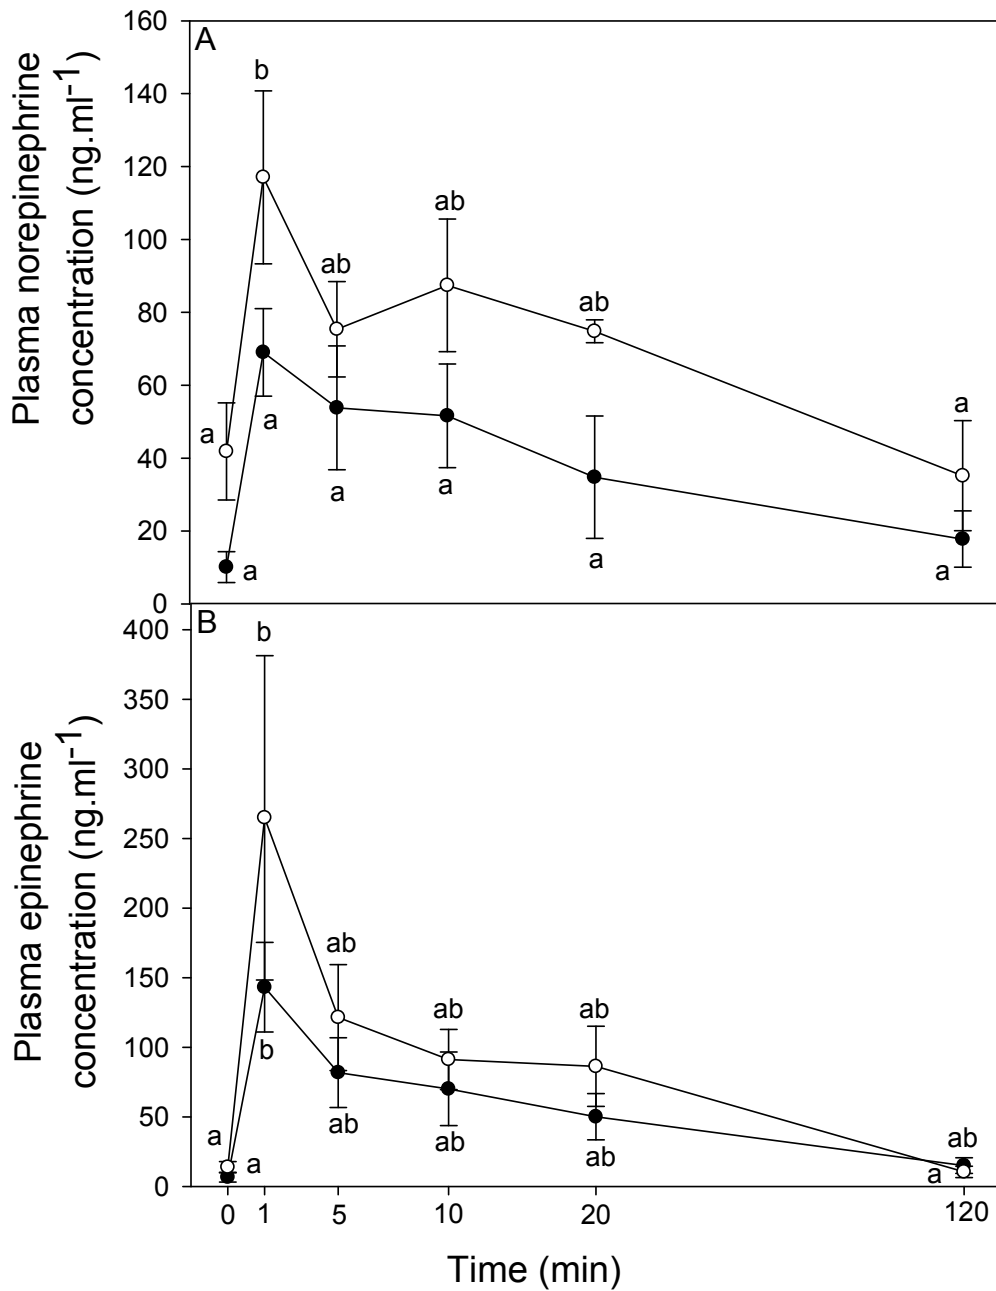 A
Plasma norepinephrine
concentration (ng.ml-1)
160
140
120
100
80
60
40
20
0
b
ab
ab
ab
a
a
a
a
a
a
a
a
B
Plasma epinephrine
concentration (ng.ml-1)
400
350
300
250
200
150
100
50
0
b
ab
ab
ab
ab
a
a
b
ab
ab
ab
a
0
1
5
10
20
120
Time (min)